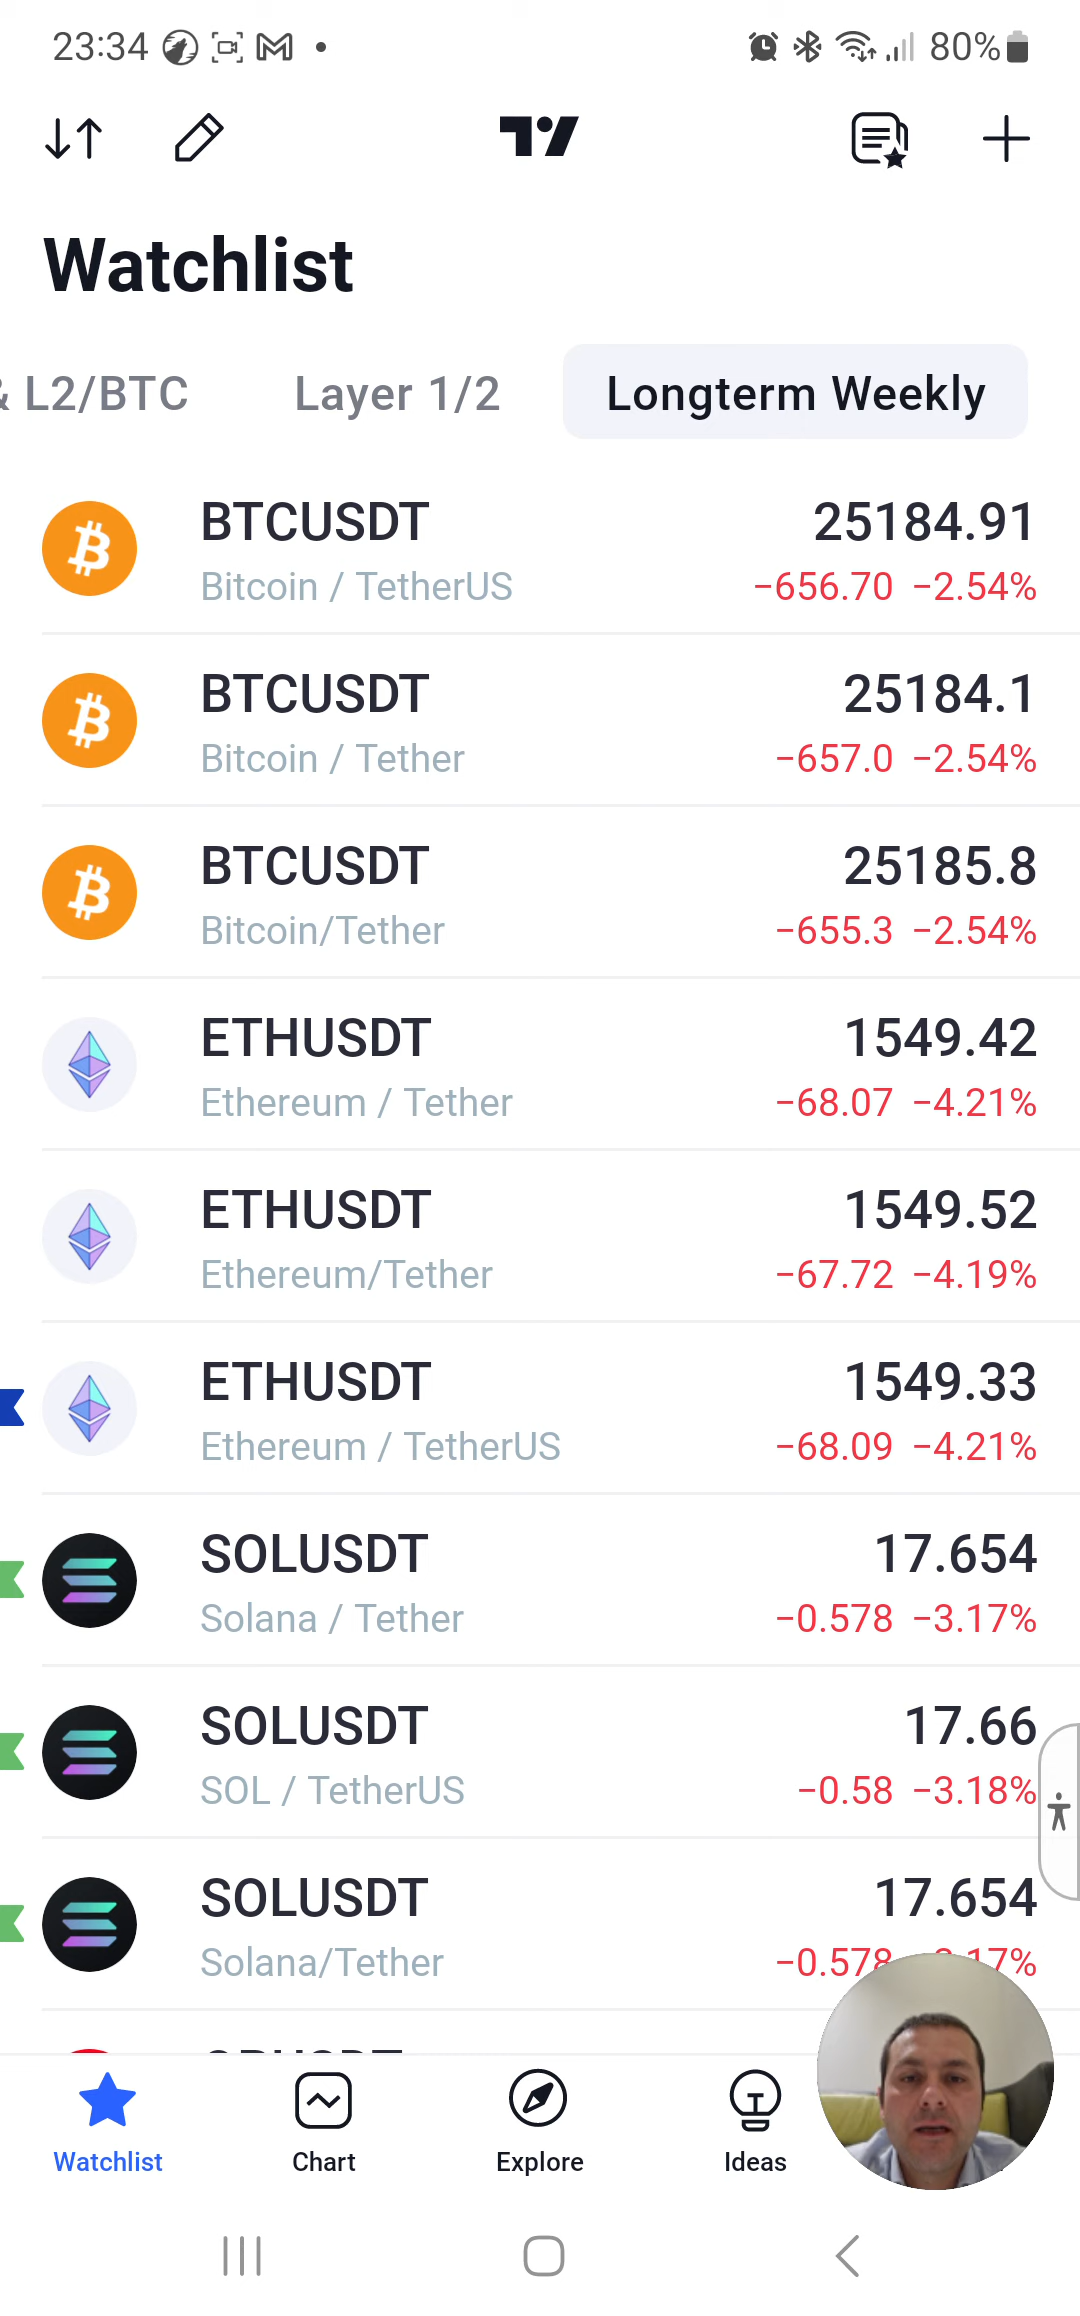 23:34 80%
Watchlist
L2/BTC Layer 1/2 Longterm Weekly
BTCUSDT 25184.91
Bitcoin / TetherUS −656.70 −2.54%
BTCUSDT 25184.1
Bitcoin / Tether −657.0 −2.54%
BTCUSDT 25185.8
Bitcoin/Tether −655.3 −2.54%
ETHUSDT 1549.42
Ethereum / Tether −68.07 −4.21%
ETHUSDT 1549.52
Ethereum/Tether −67.72 −4.19%
ETHUSDT 1549.33
Ethereum / TetherUS −68.09 −4.21%
SOLUSDT 17.654
Solana / Tether −0.578 −3.17%
SOLUSDT 17.66
SOL / TetherUS −0.58 −3.18%
SOLUSDT 17.654
Solana/Tether −0.578
Watchlist Chart Explore Ideas